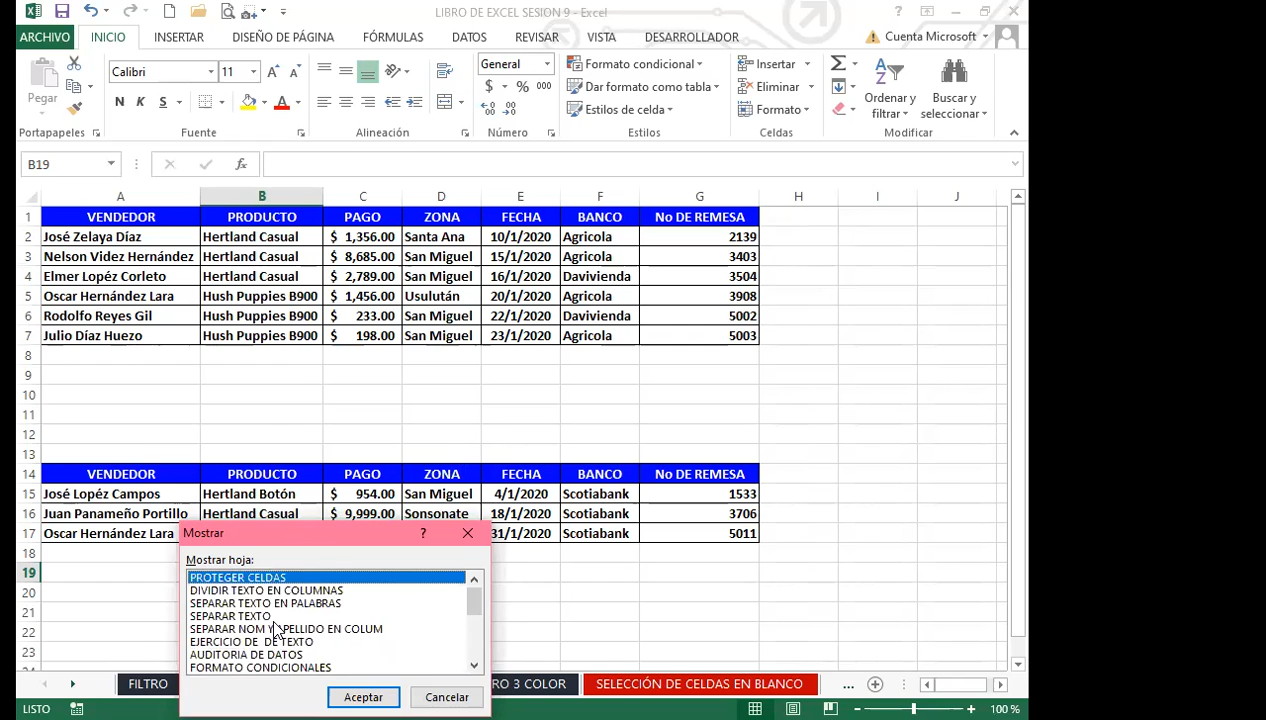 LIBRO DE EXCEL SESION 9 - Excel
ARCHIVO INICIO INSERTAR DISEÑO DE PÁGINA FÓRMULAS DATOS REVISAR VISTA DESARROLLADOR Cuenta Microsoft
Pegar Calibri 11 General Formato condicional Insertar
N K S $ % 000 Dar formato como tabla Eliminar Ordenar y filtrar Buscar y seleccionar
Estilos de celda Formato
Portapapeles Fuente Alineación Número Estilos Celdas Modificar
B19 fx
A B C D E F G H I J
1 VENDEDOR PRODUCTO PAGO ZONA FECHA BANCO No DE REMESA
2 José Zelaya Díaz Hertland Casual $ 1,356.00 Santa Ana 10/1/2020 Agricola 2139
3 Nelson Videz Hernández Hertland Casual $ 8,685.00 San Miguel 15/1/2020 Agricola 3403
4 Elmer Lopéz Corleto Hertland Casual $ 2,789.00 San Miguel 16/1/2020 Davivienda 3504
5 Oscar Hernández Lara Hush Puppies B900 $ 1,456.00 Usulután 20/1/2020 Agricola 3908
6 Rodolfo Reyes Gil Hush Puppies B900 $ 233.00 San Miguel 22/1/2020 Davivienda 5002
7 Julio Díaz Huezo Hush Puppies B900 $ 198.00 San Miguel 23/1/2020 Agricola 5003
8
9
10
11
12
13
14 VENDEDOR PRODUCTO PAGO ZONA FECHA BANCO No DE REMESA
15 José Lopéz Campos Hertland Botón $ 954.00 San Miguel 4/1/2020 Scotiabank 1533
16 Juan Panameño Portillo Hertland Casual $ 9,999.00 Sonsonate 18/1/2020 Scotiabank 3706
17 Oscar Hernández Lara 31/1/2020 Scotiabank 5011
18
19
20
21
22
23
Mostrar ?
Mostrar hoja:
PROTEGER CELDAS
DIVIDIR TEXTO EN COLUMNAS
SEPARAR TEXTO EN PALABRAS
SEPARAR TEXTO
SEPARAR NOM Y APELLIDO EN COLUM
EJERCICIO DE DE TEXTO
AUDITORIA DE DATOS
FORMATO CONDICIONALES
Aceptar Cancelar
FILTRO RO 3 COLOR SELECCIÓN DE CELDAS EN BLANCO ...
LISTO 100 %